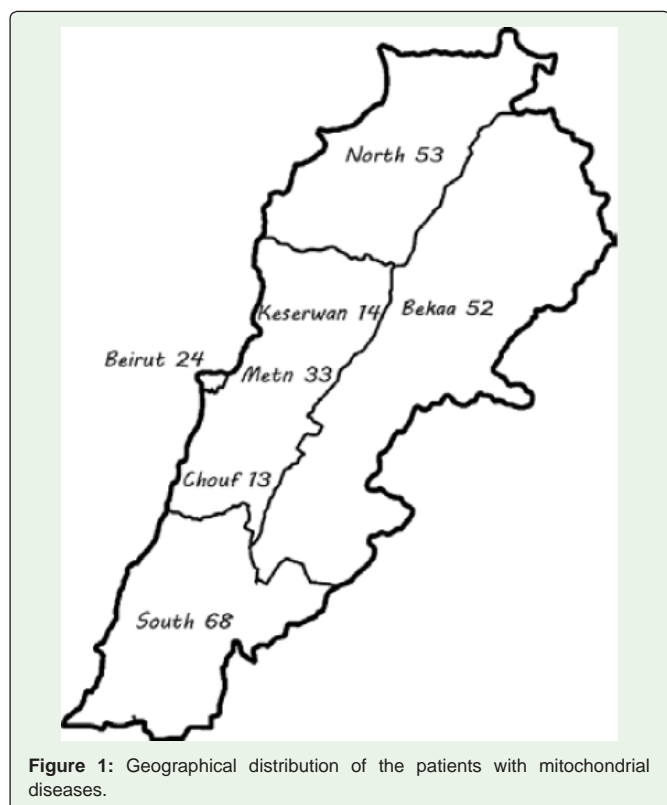 North 53
Keserwan 14
Bekaa 52
Beirut 24
Metn 33
Chouf 13
South 68
Figure 1: Geographical distribution of the patients with mitochondrial
diseases.